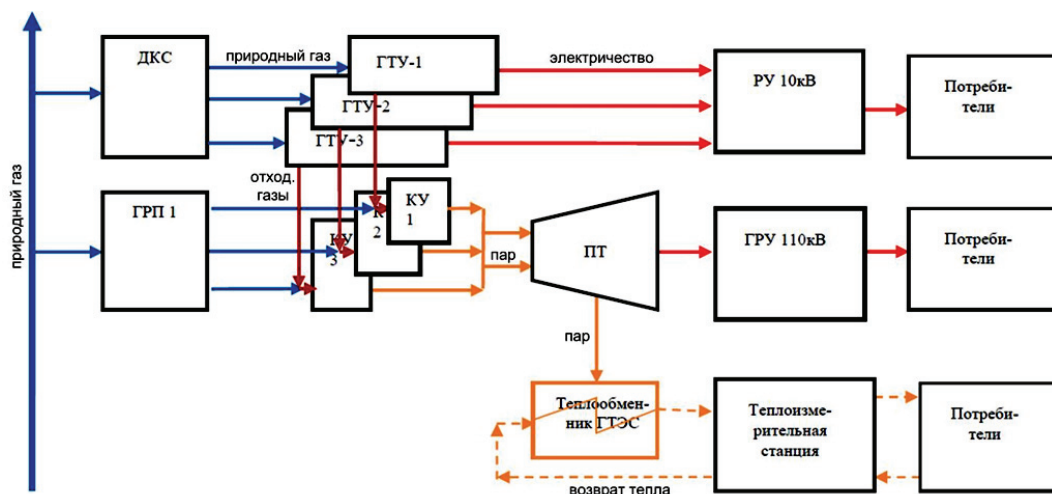 природный газ
ДКС
природный газ
ГТУ-1
ГТУ-2
ГТУ-3
электричество
РУ 10кВ
Потреби-
тели
отход.
газы
ГРП 1
КУ
1
К
2
КУ
3
пар
ПТ
ГРУ 110кВ
Потреби-
тели
пар
Теплообмен-
ник ГТЭС
Теплоизме-
рительная
станция
Потреби-
тели
возврат тепла